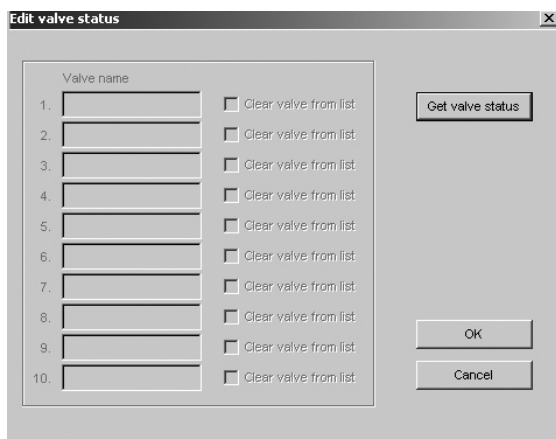 Edit valve status
Valve name
1. Clear valve from list
Get valve status
2. Clear valve from list
3. Clear valve from list
4. Clear valve from list
5. Clear valve from list
6. Clear valve from list
7. Clear valve from list
8. Clear valve from list
OK
9. Clear valve from list
10. Clear valve from list
Cancel